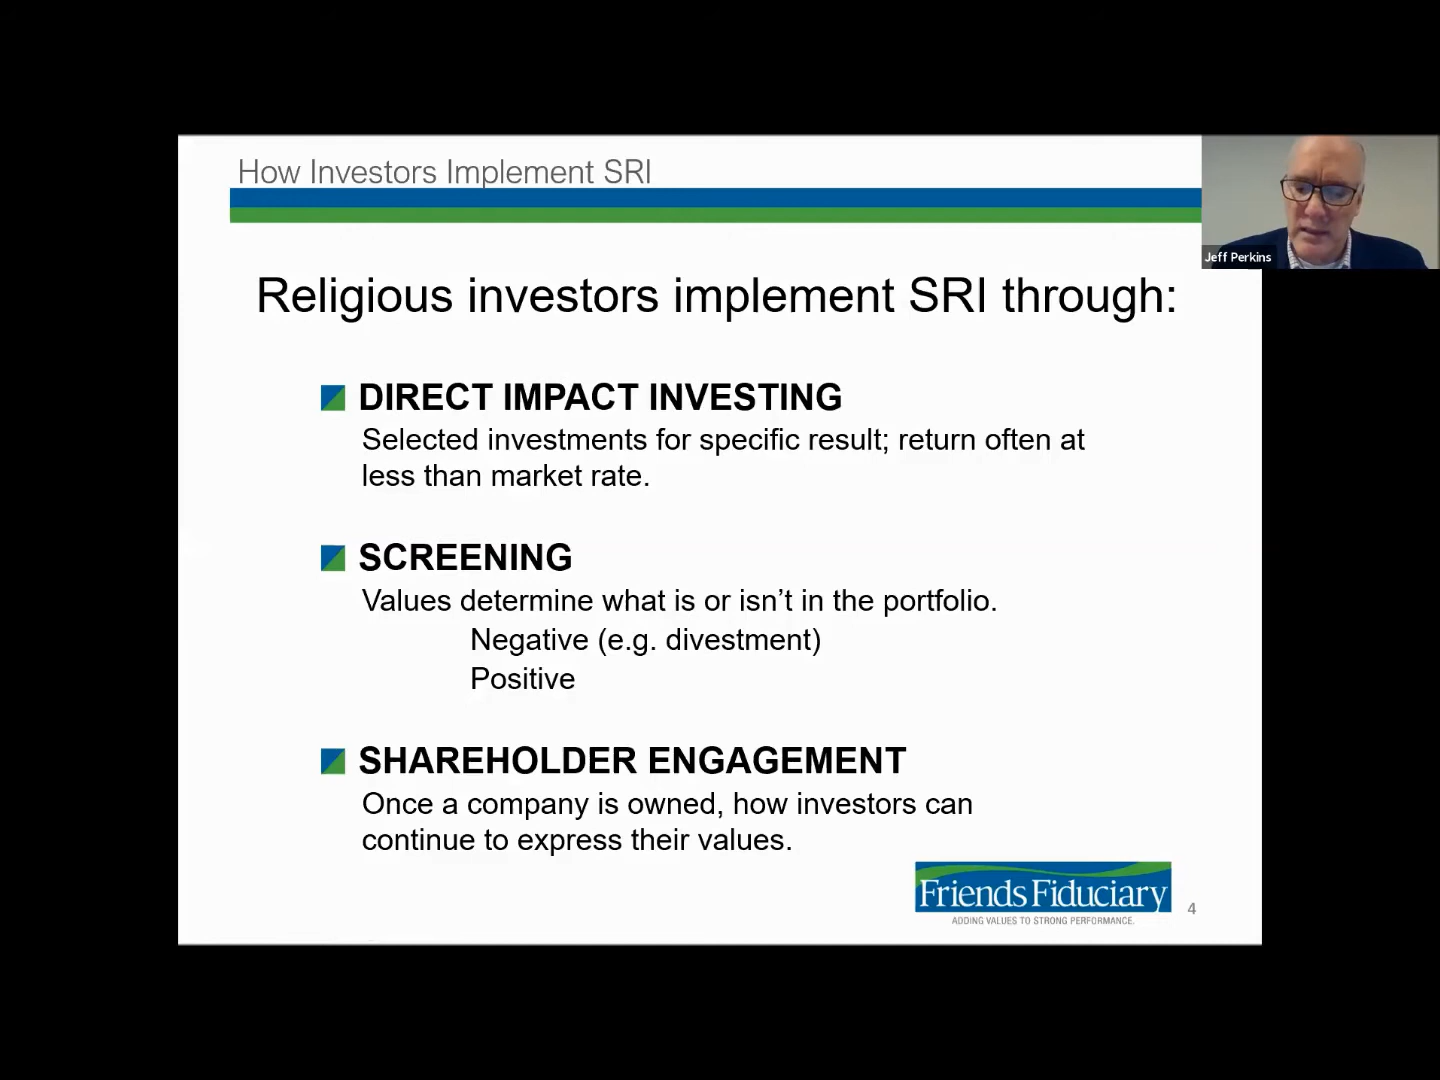 How Investors Implement SRI
Jeff Perkins
Religious investors implement SRI through:
DIRECT IMPACT INVESTING
Selected investments for specific result; return often at
less than market rate.
SCREENING
Values determine what is or isn’t in the portfolio.
Negative (e.g. divestment)
Positive
SHAREHOLDER ENGAGEMENT
Once a company is owned, how investors can
continue to express their values.
Friends Fiduciary
ADDING VALUES TO STRONG PERFORMANCE.
4